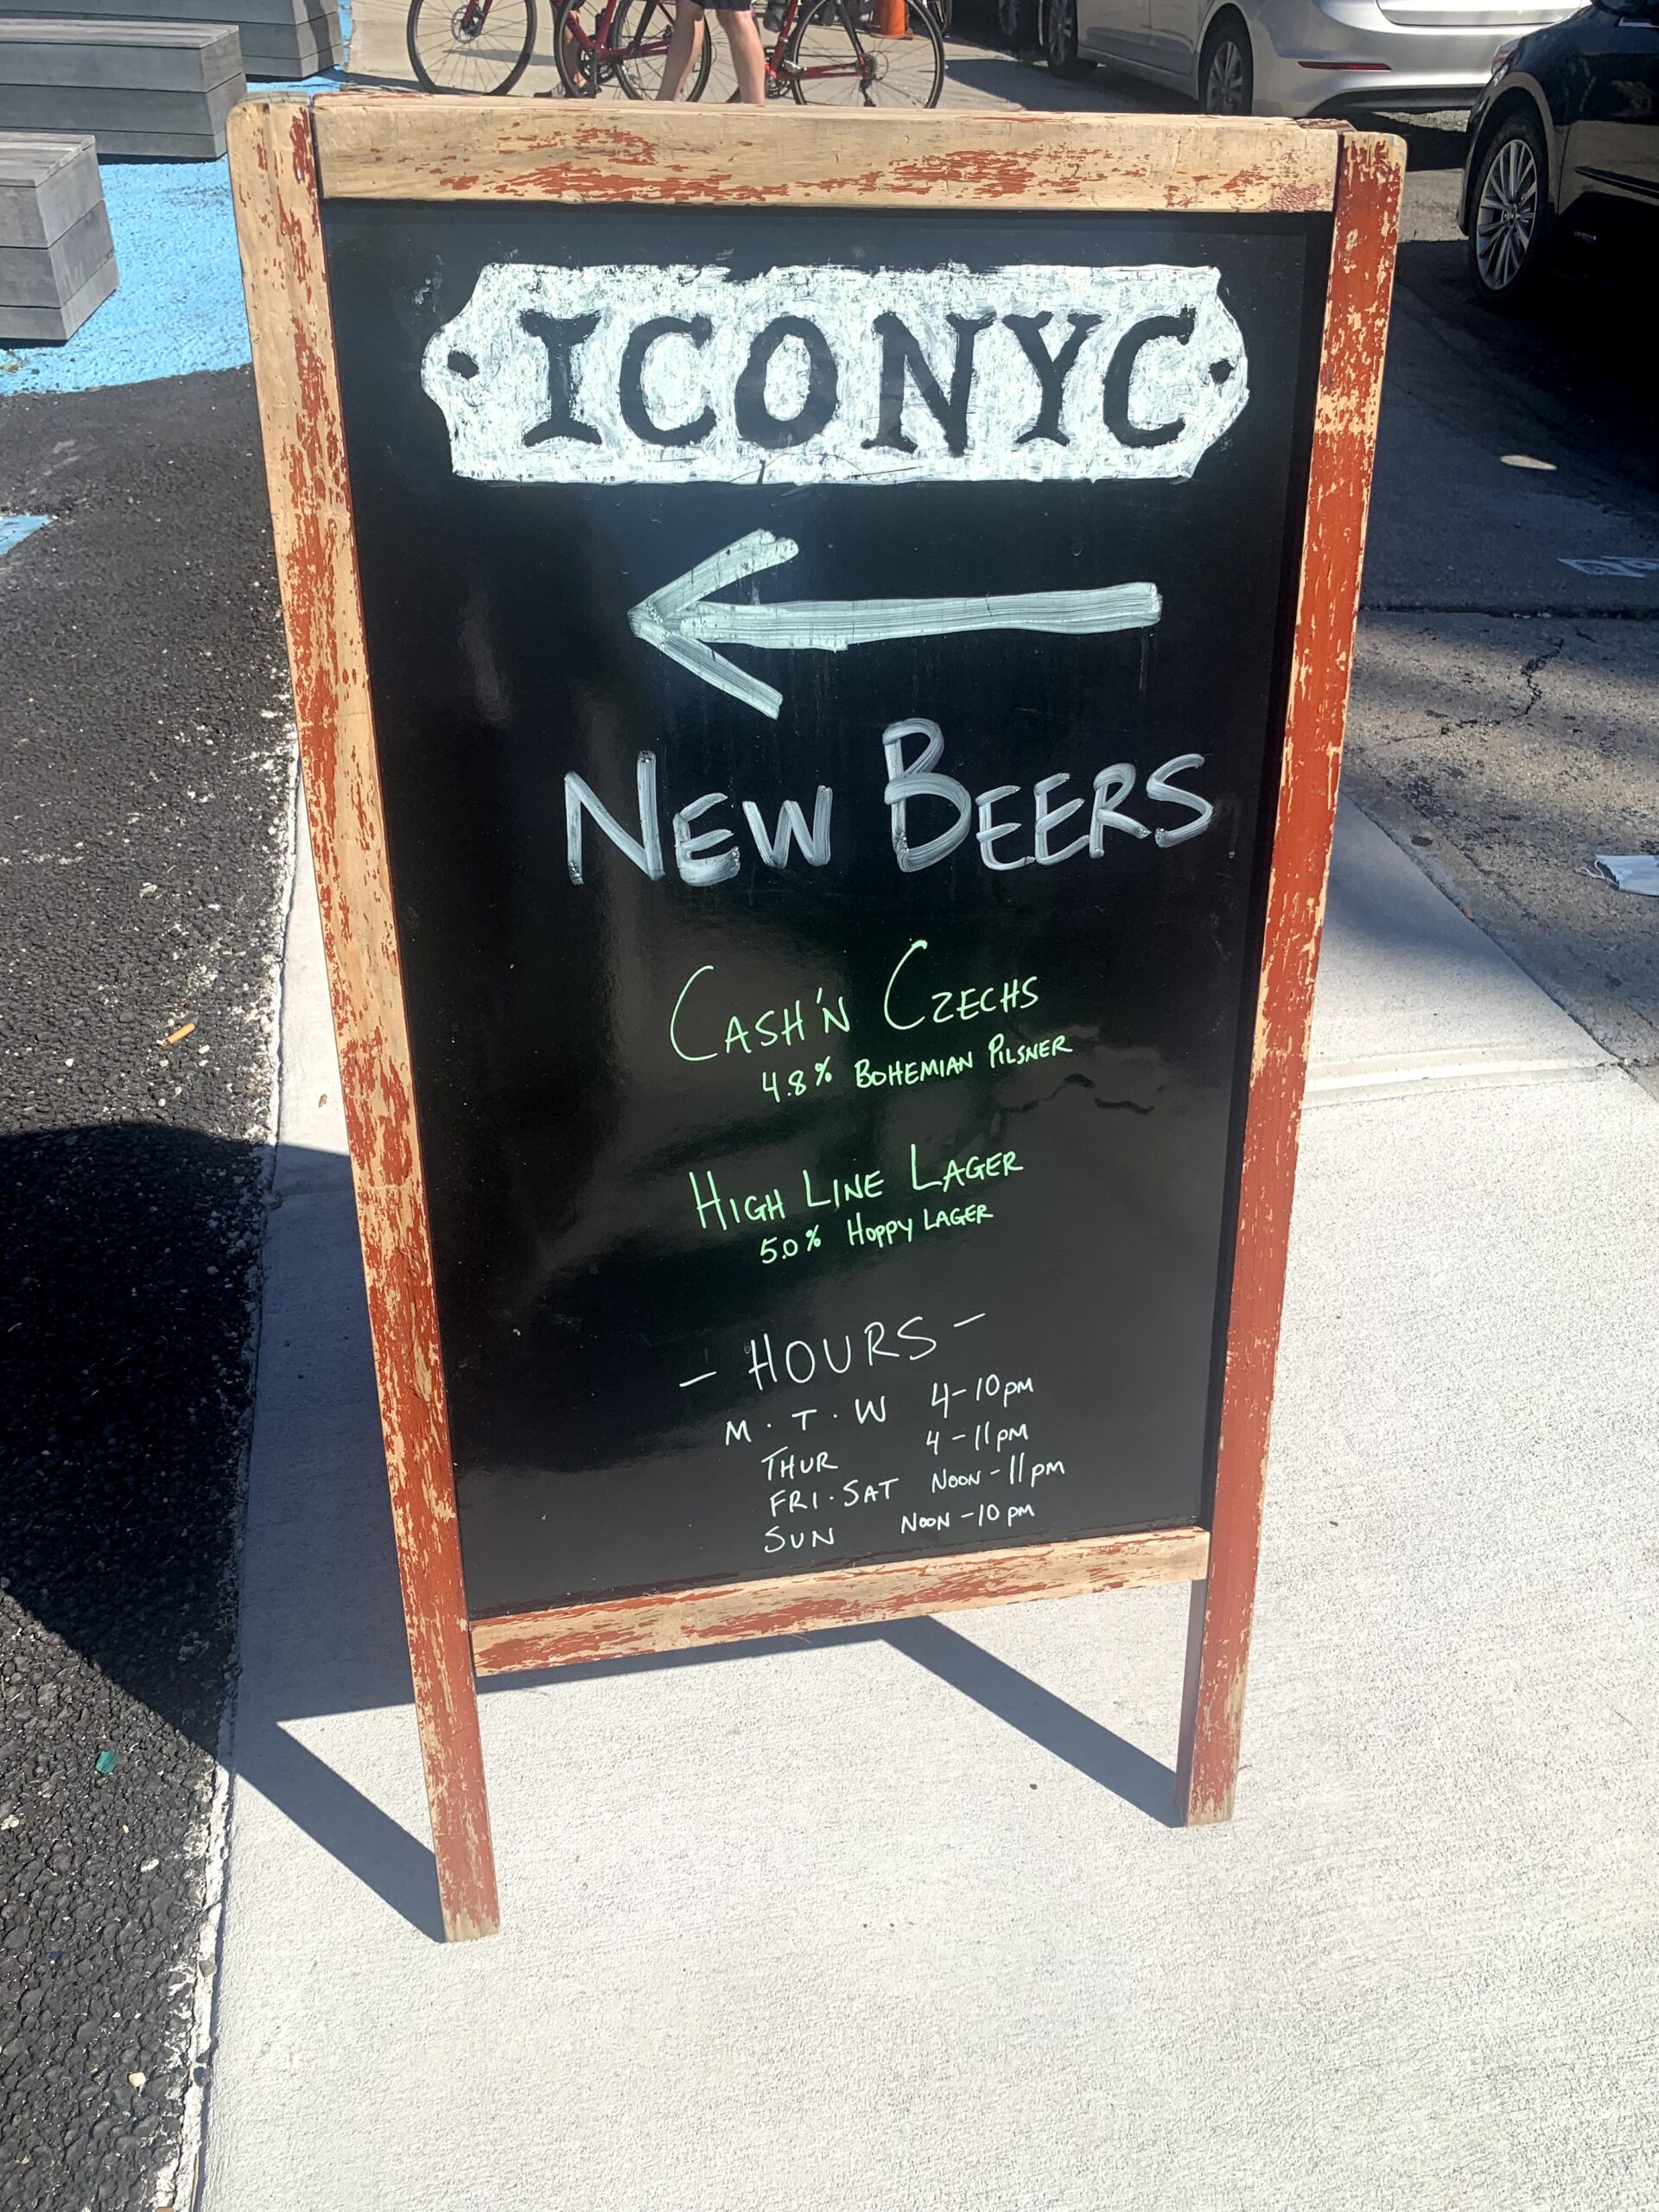 ICONYC
NEW BEERS
CASH'N CZECHS
4.8% BOHEMIAN PILSNER
HIGH LINE LAGER
5.0% HOPPY LAGER
- HOURS -
M · T · W 4-10pm
THUR 4-11pm
FRI · SAT NOON-11pm
SUN NOON-10pm